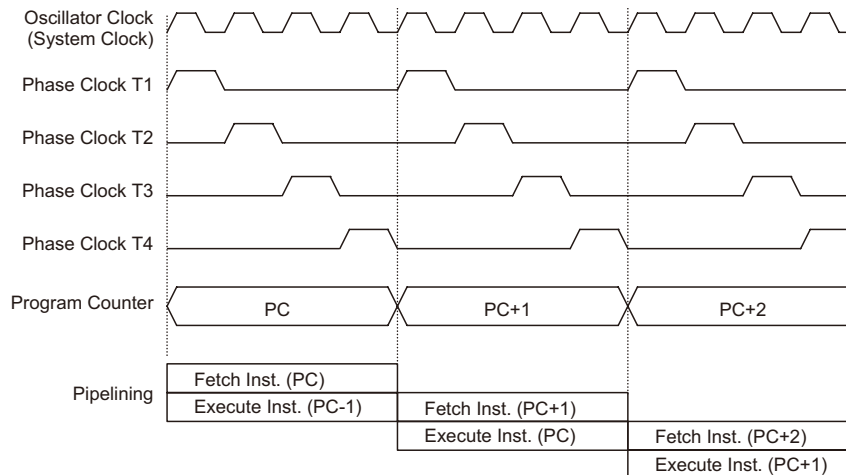 Oscillator Clock
(System Clock)
Phase Clock T1
Phase Clock T2
Phase Clock T3
Phase Clock T4
Program Counter
PC
PC+1
PC+2
Pipelining
Fetch Inst. (PC)
Execute Inst. (PC-1)
Fetch Inst. (PC+1)
Execute Inst. (PC)
Fetch Inst. (PC+2)
Execute Inst. (PC+1)